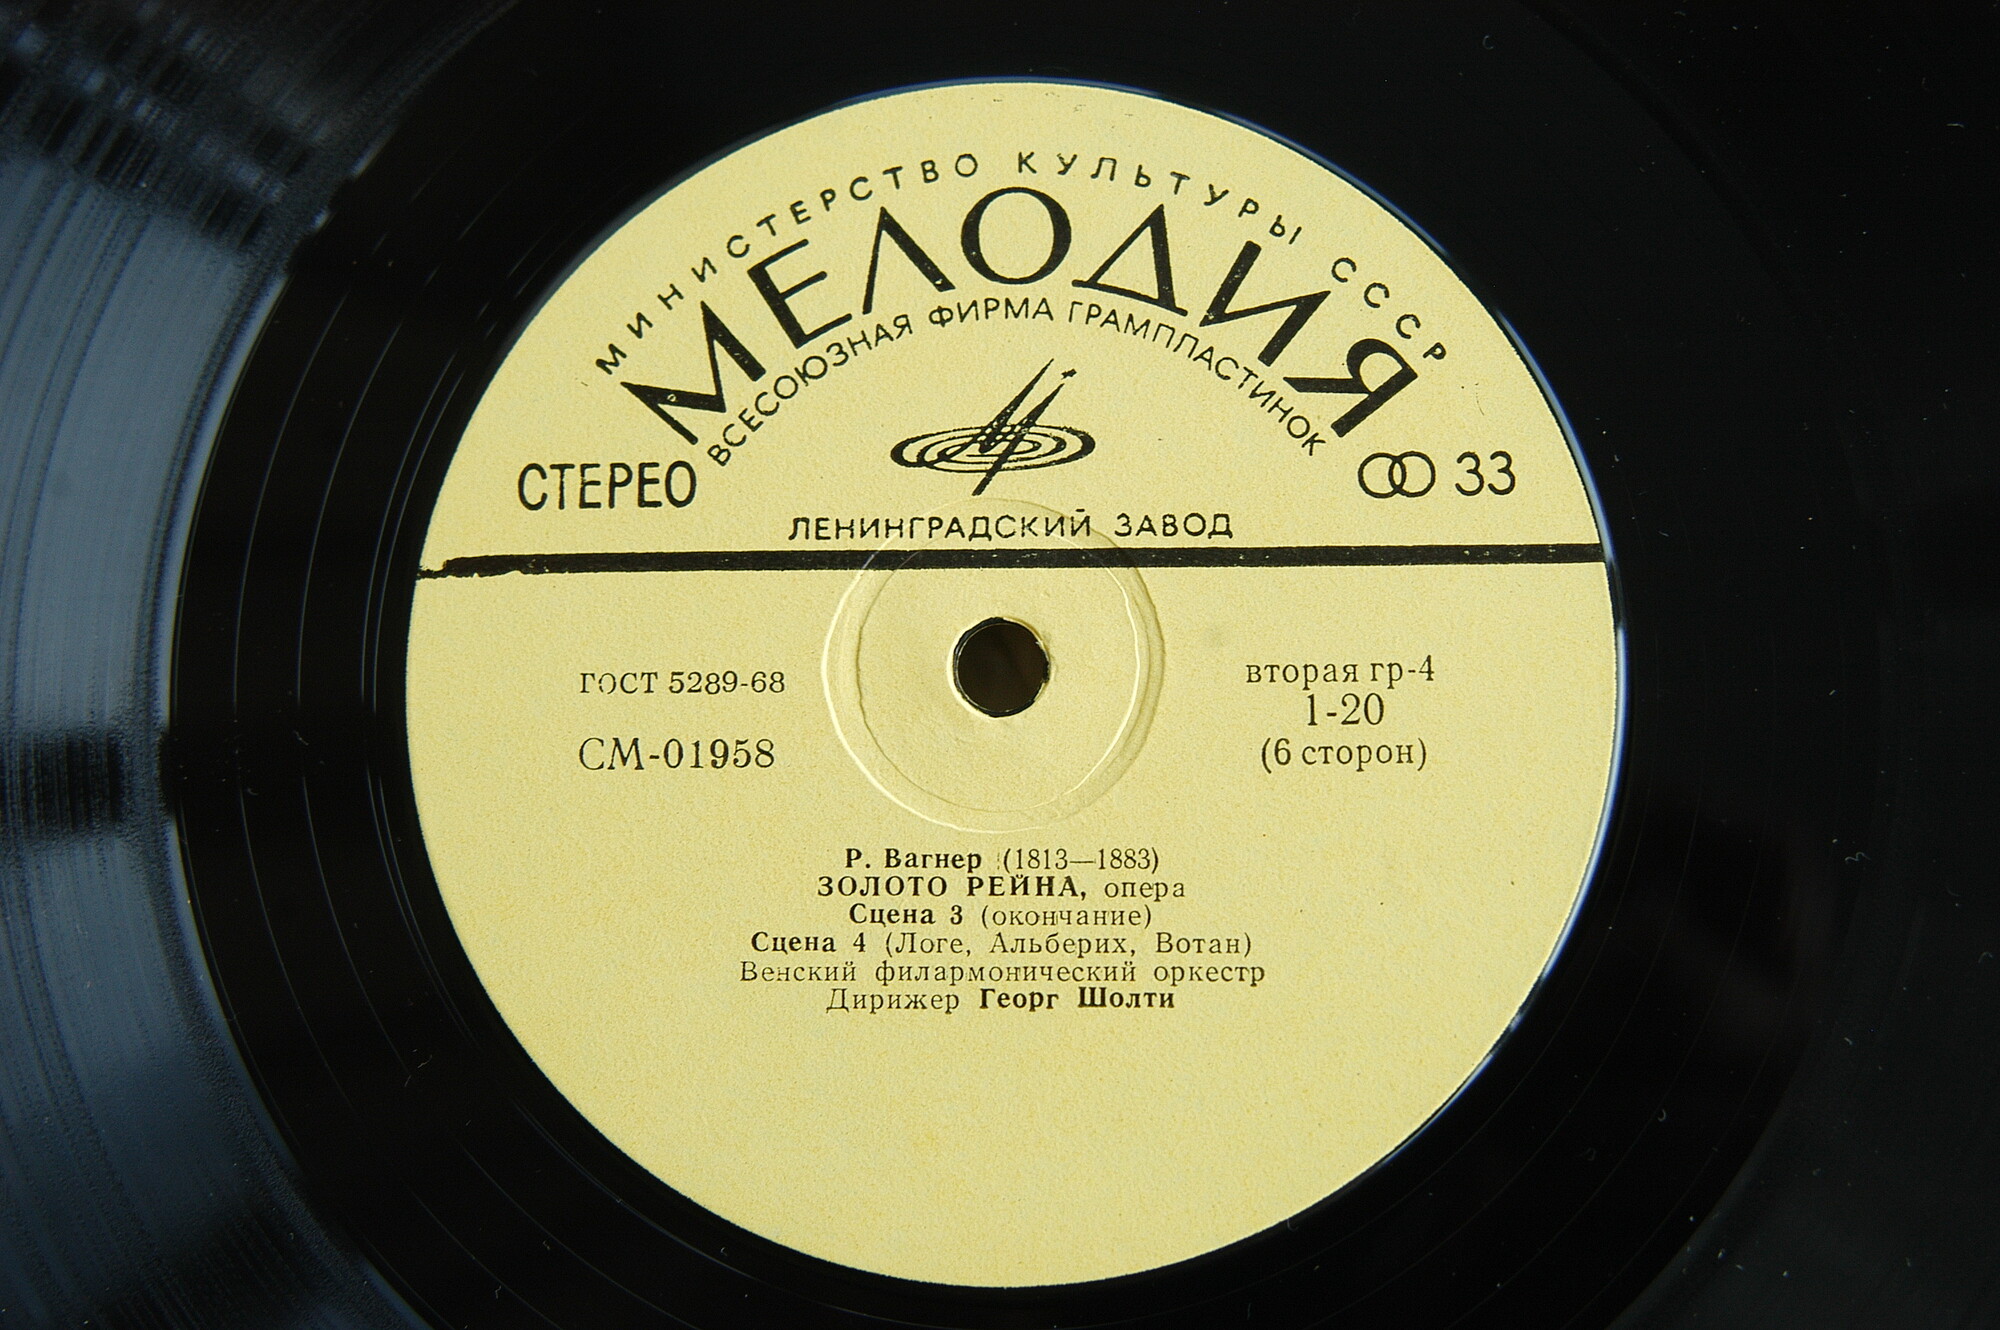 МИНИСТЕРСТВО КУЛЬТУРЫ СССР
МЕЛОДИЯ
ВСЕСОЮЗНАЯ ФИРМА ГРАМПЛАСТИНОК
СТЕРЕО
33
ЛЕНИНГРАДСКИЙ ЗАВОД
ГОСТ 5289-68
СМ-01958
вторая гр-4
1-20
(6 сторон)
Р. Вагнер (1813—1883)
ЗОЛОТО РЕЙНА, опера
Сцена 3 (окончание)
Сцена 4 (Логе, Альберих, Вотан)
Венский филармонический оркестр
Дирижер Георг Шолти